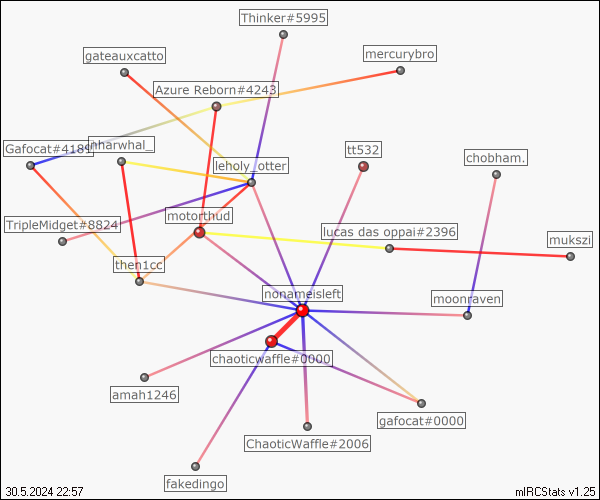 Thinker#5995
gateauxcatto
mercurybro
Azure Reborn#4243
Gafocat#4189
nharwhal_
tt532
chobham.
leholy_otter
motorthud
TripleMidget#8824
lucas das oppai#2396
mukszi
then1cc
nonameisleft
moonraven
chaoticwaffle#0000
amah1246
gafocat#0000
ChaoticWaffle#2006
fakedingo
30.5.2024 22:57
mIRCStats v1.25